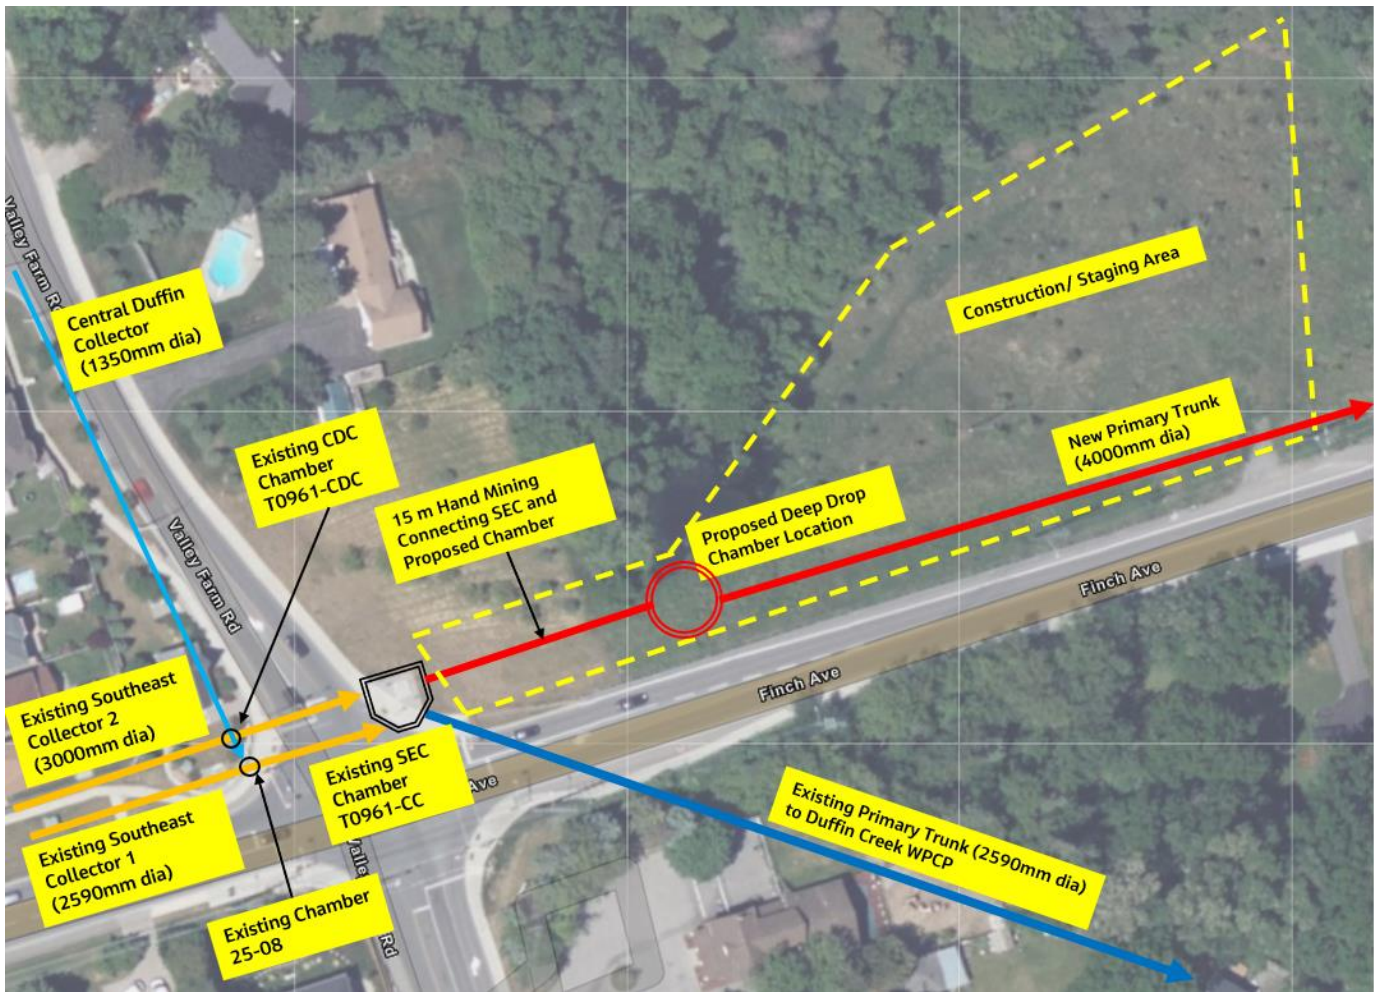 Valley Farm Rd
Central Duffin
Collector
(1350mm dia)
Construction/ Staging Area
Existing CDC
Chamber
T0961-CDC
New Primary Trunk
(4000mm dia)
15 m Hand Mining
Connecting SEC and
Proposed Chamber
Proposed Deep Drop
Chamber Location
Valley Farm Rd
Finch Ave
Finch Ave
Existing Southeast
Collector 2
(3000mm dia)
Existing SEC
Chamber
T0961-CC
Ave
Existing Primary Trunk (2590mm dia)
to Duffin Creek WPCP
Existing Southeast
Collector 1
(2590mm dia)
Valle
Rd
Existing Chamber
25-08